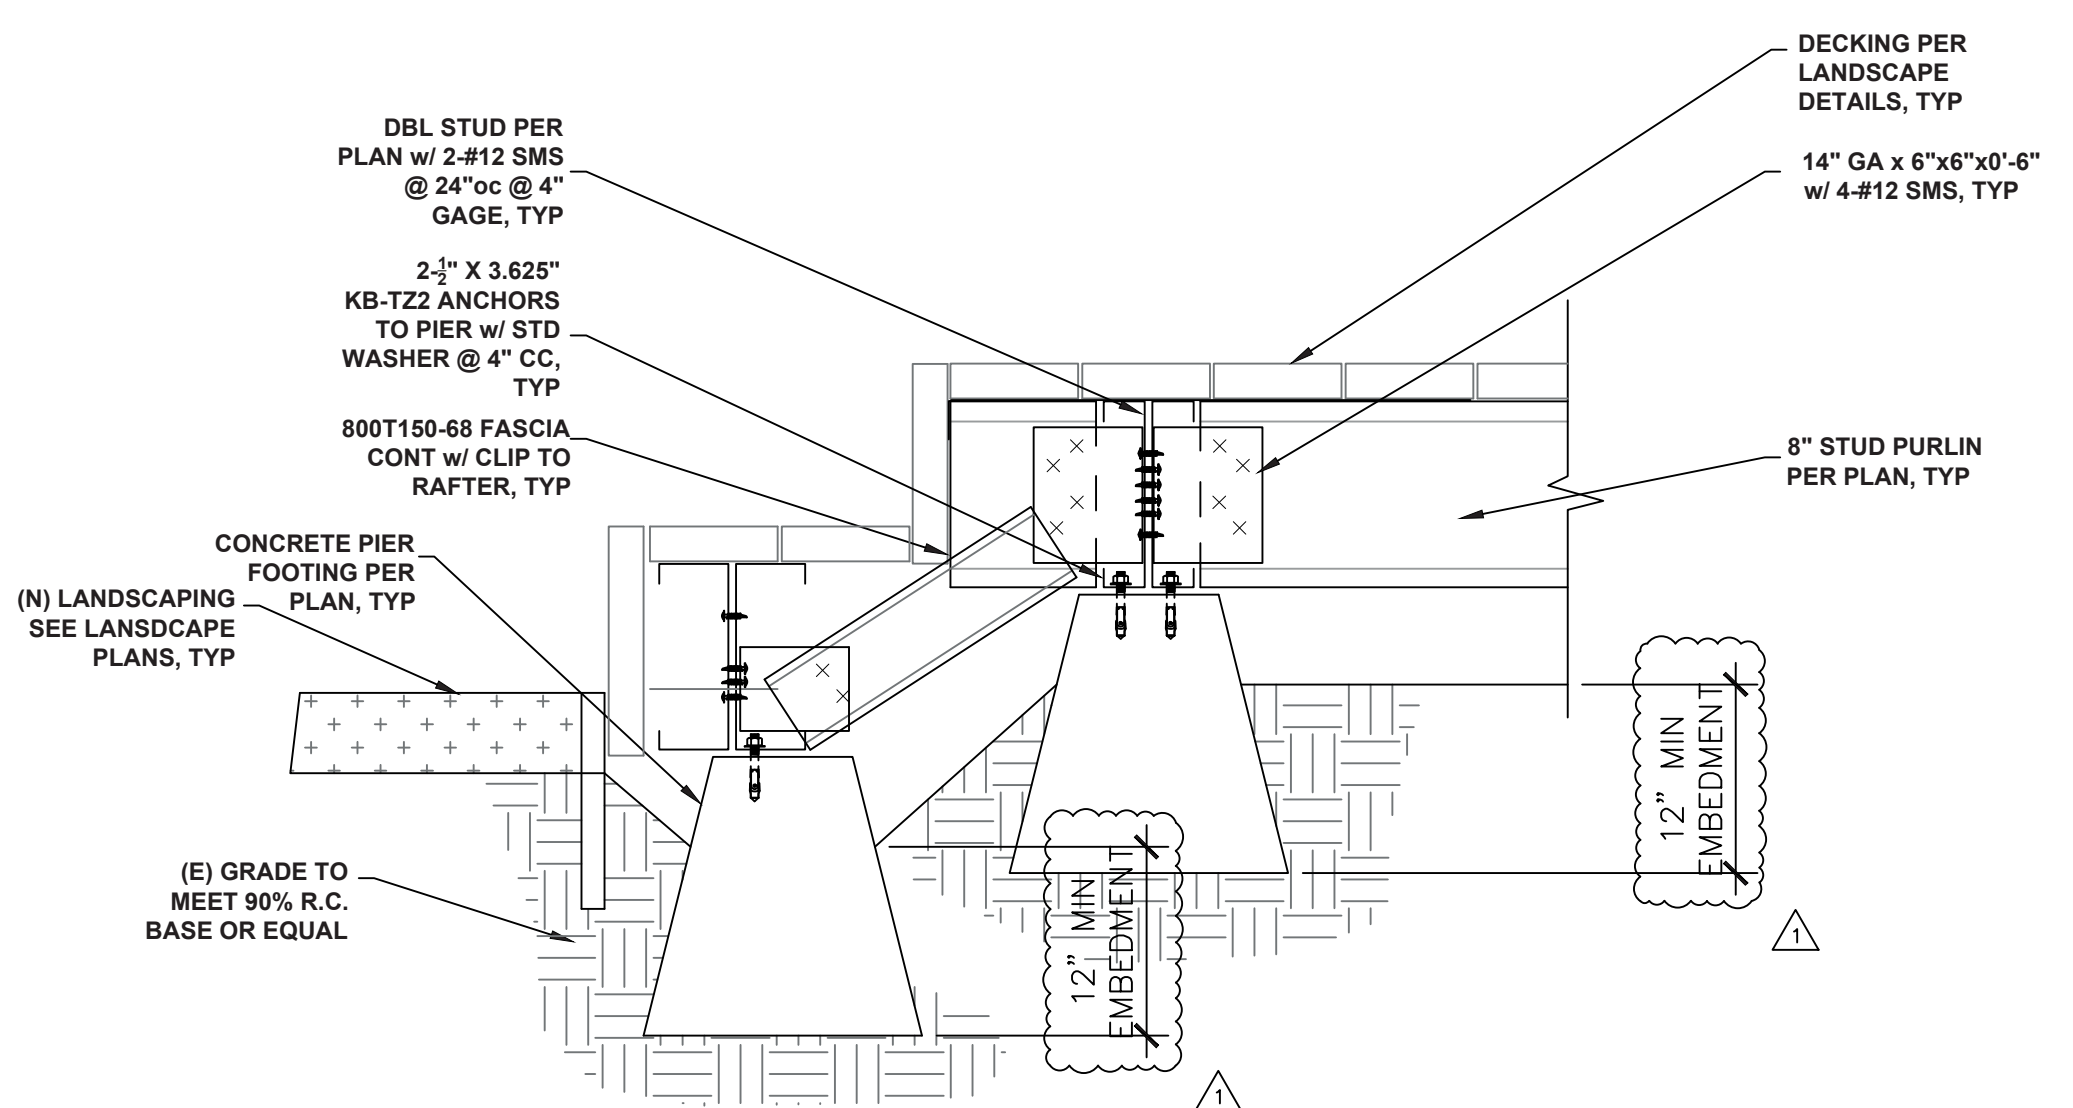 DECKING PER
LANDSCAPE
DETAILS, TYP
DBL STUD PER
PLAN w/ 2-#12 SMS
@ 24"oc @ 4"
GAGE, TYP
14" GA x 6"x6"x0'-6"
w/ 4-#12 SMS, TYP
2-½" X 3.625"
KB-TZ2 ANCHORS
TO PIER w/ STD
WASHER @ 4" CC,
TYP
800T150-68 FASCIA
CONT w/ CLIP TO
RAFTER, TYP
8" STUD PURLIN
PER PLAN, TYP
CONCRETE PIER
FOOTING PER
PLAN, TYP
(N) LANDSCAPING
SEE LANSDCAPE
PLANS, TYP
(E) GRADE TO
MEET 90% R.C.
BASE OR EQUAL
12” MIN
EMBEDMENT
1
12” MIN
EMBEDMENT
1